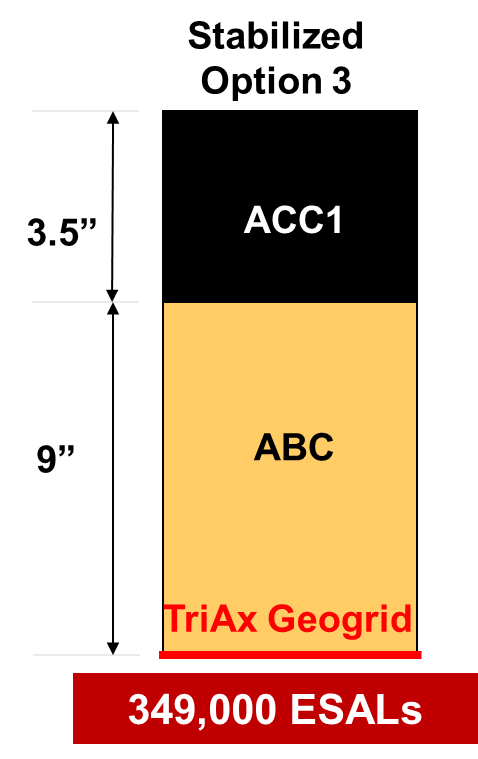 Stabilized
Option 3
3.5”
ACC1
9”
ABC
TriAx Geogrid
349,000 ESALs